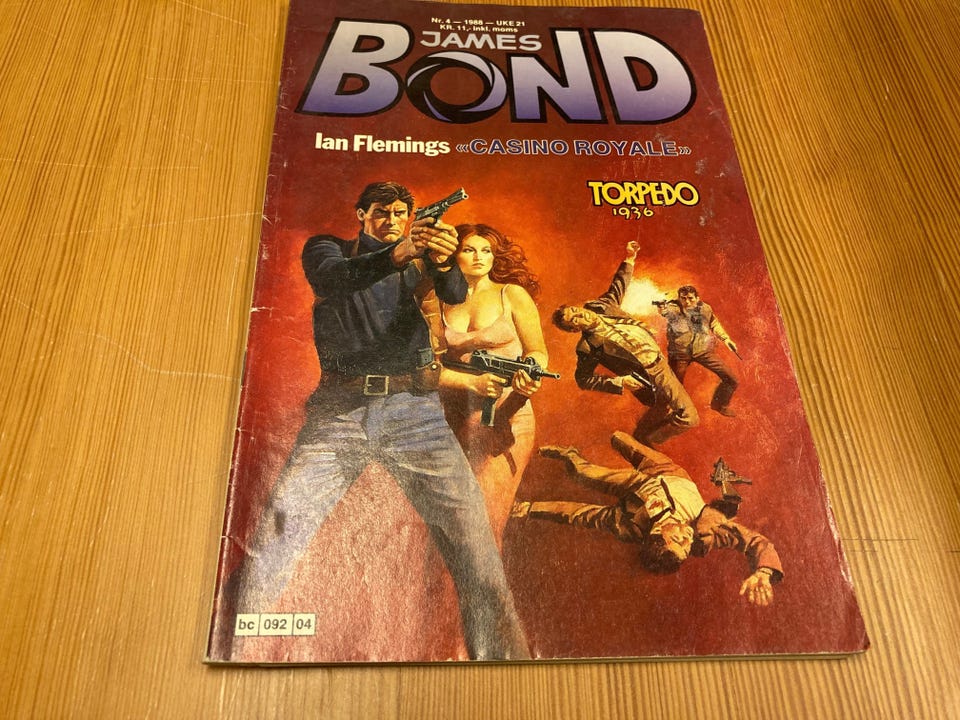 Nr. 4 — 1988 — UKE 21
KR. 11,- inkl. moms
JAMES
BOND
Ian Flemings «CASINO ROYALE»
TORPEDO
1936
bc 092 04